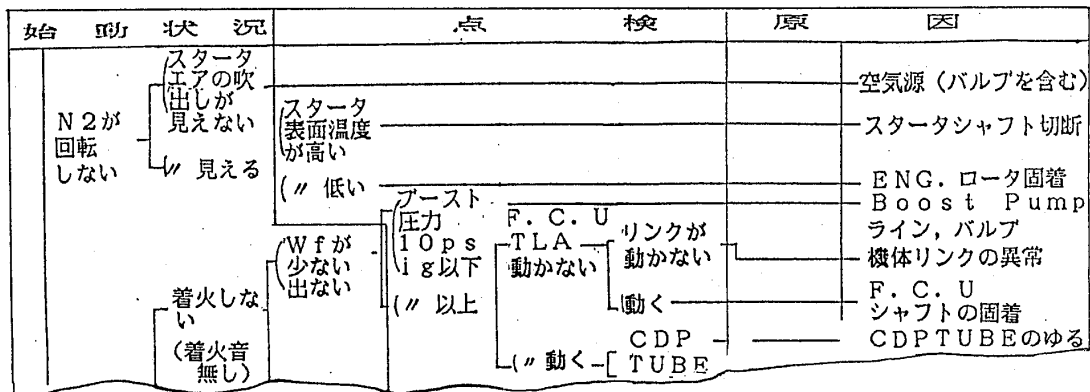 始動状況 点検 原因
スタータ
エアの吹
出しが
見えない
空気源(バルブを含む)
N2が
回転
しない
〃 見える
スタータ
表面温度
が高い
スタータシャフト切断
(〃 低い
ENG.ロータ固着
ブースト
圧力
10ps
ig以下
Boost Pump
ライン,バルブ
F.C.U
TLA
動かない
リンクが
動かない
機体リンクの異常
Wfが
少ない
出ない
(〃 以上
動く
F.C.U
シャフトの固着
着火しな
い
(着火音
無し)
(〃 動く
CDP
TUBE
CDPTUBEのゆる